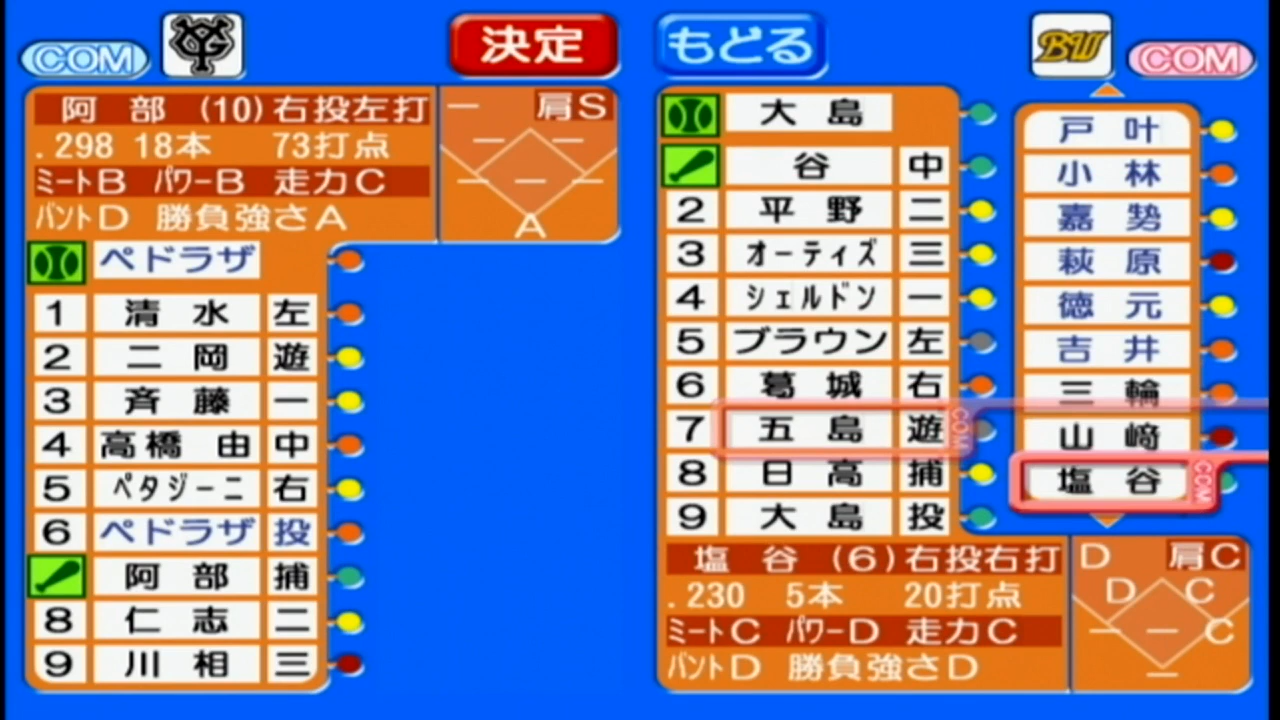 COM
YG
決定
もどる
BW
COM
阿部 (10) 右投左打
.298 18本 73打点
ミートB パワーB 走力C
バントD 勝負強さA
肩S
A
ペドラザ
1 清水 左
2 二岡 遊
3 斉藤 一
4 高橋由 中
5 ペタジーニ 右
6 ペドラザ 投
阿部 捕
8 仁志 二
9 川相 三
大島
谷 中
2 平野 二
3 オーティズ 三
4 シェルドン 一
5 ブラウン 左
6 葛城 右
7 五島 遊
COM
8 日高 捕
9 大島 投
戸叶
小林
嘉勢
萩原
徳元
吉井
三輪
山﨑
塩谷
COM
塩谷 (6) 右投右打
.230 5本 20打点
ミートC パワーD 走力C
バントD 勝負強さD
D 肩C
D C
C